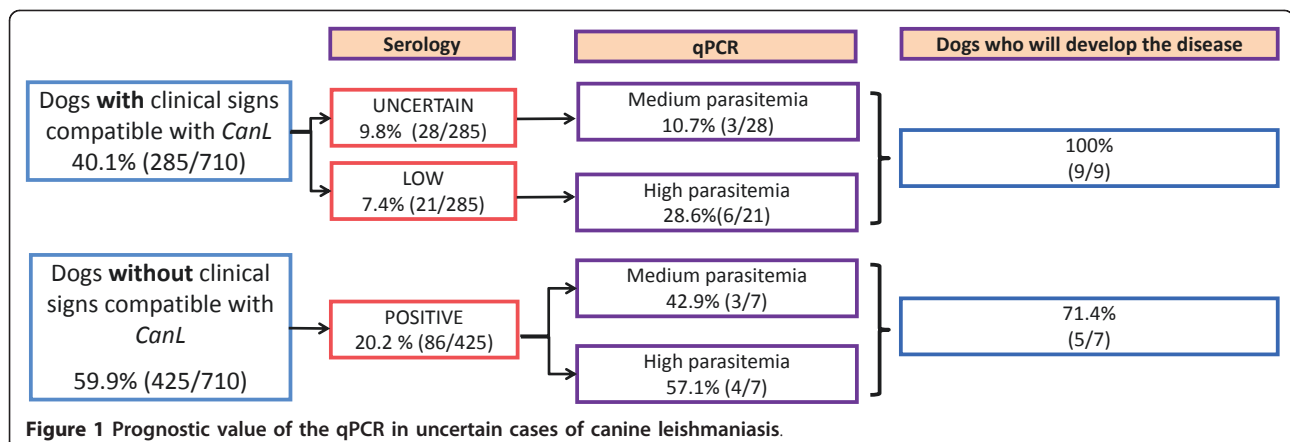 Serology
qPCR
Dogs who will develop the disease
Dogs with clinical signs
compatible with CanL
40.1% (285/710)
UNCERTAIN
9.8% (28/285)
Medium parasitemia
10.7% (3/28)
LOW
7.4% (21/285)
High parasitemia
28.6%(6/21)
100%
(9/9)
Dogs without clinical
signs compatible with
CanL
59.9% (425/710)
POSITIVE
20.2 % (86/425)
Medium parasitemia
42.9% (3/7)
High parasitemia
57.1% (4/7)
71.4%
(5/7)
Figure 1 Prognostic value of the qPCR in uncertain cases of canine leishmaniasis.